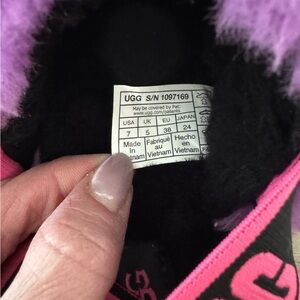 UGG S/N 1097169
May be covered by Pat.
www.ugg.com/patents
USA UK EU JAPAN
7 5 38 24
Made in Vietnam Fabriqué au Vietnam Hecho en Vietnam
G
G